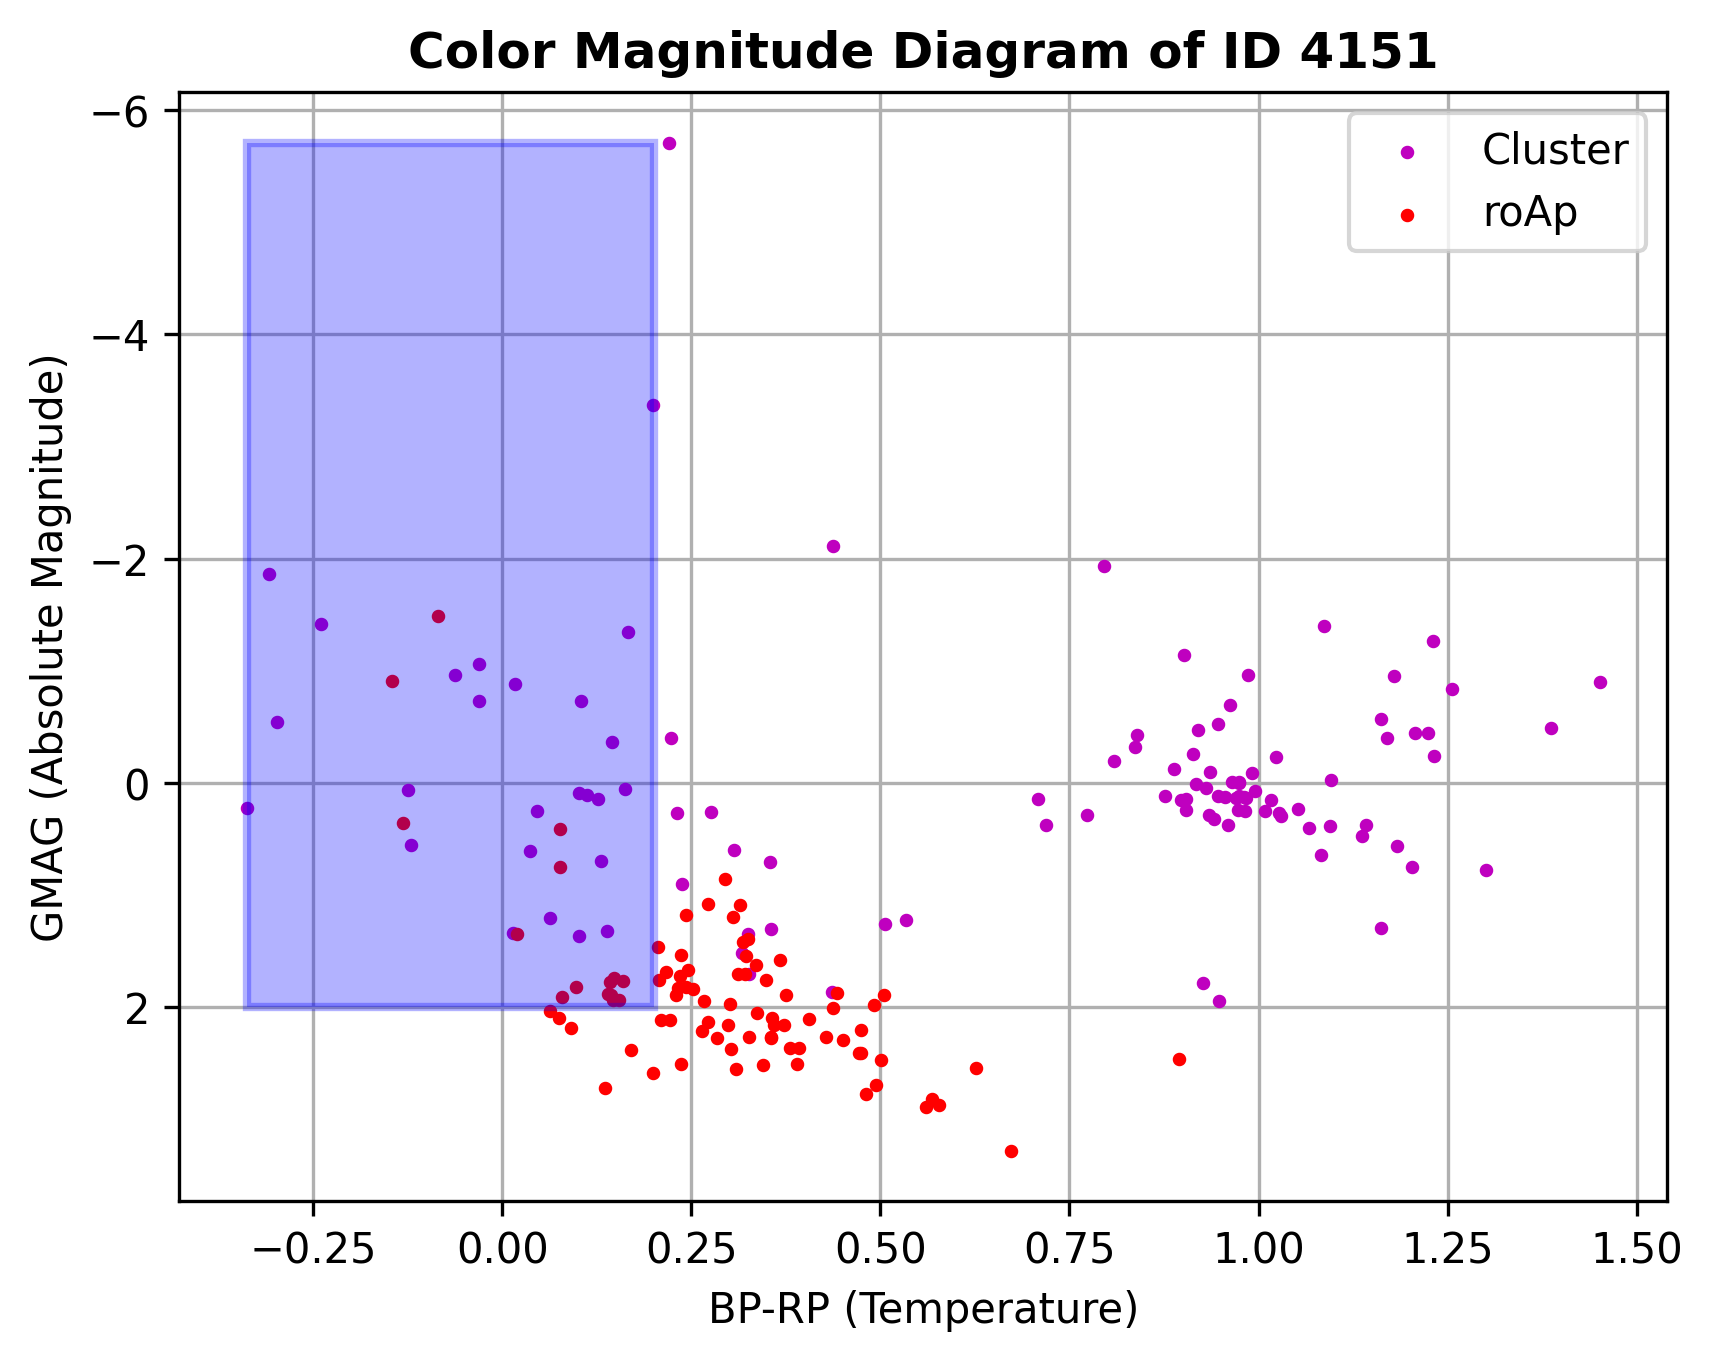 Color Magnitude Diagram of ID 4151
−6
−4
−2
0
2
GMAG (Absolute Magnitude)
Cluster
roAp
−0.25
0.00
0.25
0.50
0.75
1.00
1.25
1.50
BP-RP (Temperature)